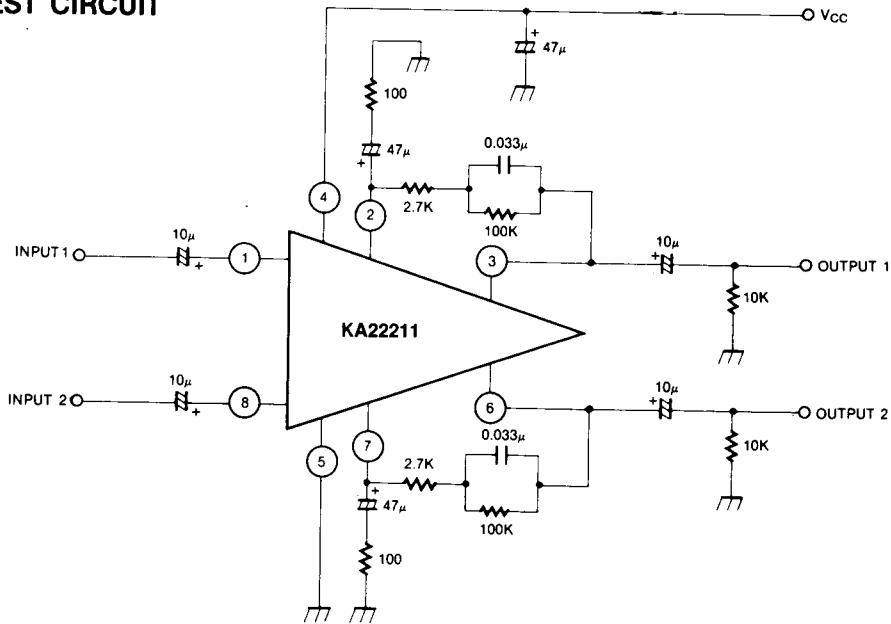 EST CIRCUIT
VCC
47μ
100
0.033μ
47μ
4
2
2.7K
100K
10μ
INPUT 1
1
3
10μ
OUTPUT 1
10K
KA22211
10μ
INPUT 2
8
6
10μ
OUTPUT 2
7
5
0.033μ
2.7K
10K
47μ
100K
100